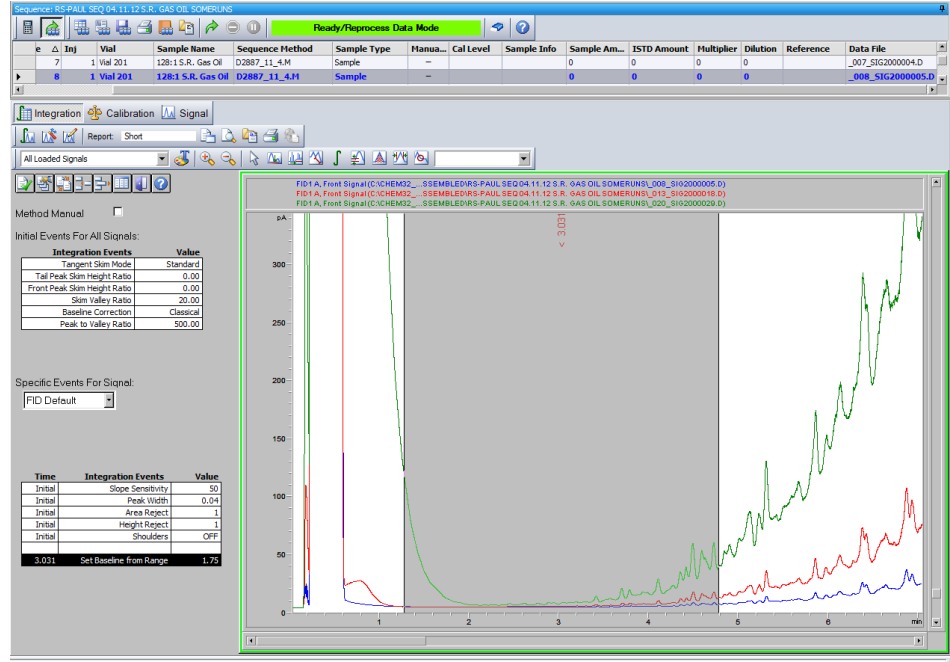 Sequence: RS-PAUL SEQ 04.11.12 S.R. GAS OIL SOMERUNS
Ready/Reprocess Data Mode
e Inj Vial Sample Name Sequence Method Sample Type Manua... Cal Level Sample Info Sample Am... ISTD Amount Multiplier Dilution Reference Data File
7 1 Vial 201 128:1 S.R. Gas Oil D2887_11_4.M Sample – 0 0 0 0 _007_SIG2000004.D
8 1 Vial 201 128:1 S.R. Gas Oil D2887_11_4.M Sample – 0 0 0 0 _008_SIG2000005.D
Integration Calibration Signal
Report: Short
All Loaded Signals
Method Manual
Initial Events For All Signals:
Integration Events Value
Tangent Skim Mode Standard
Tail Peak Skim Height Ratio 0.00
Front Peak Skim Height Ratio 0.00
Skim Valley Ratio 20.00
Baseline Correction Classical
Peak to Valley Ratio 500.00
Specific Events For Signal:
FID Default
Time Integration Events Value
Initial Slope Sensitivity 50
Initial Peak Width 0.04
Initial Area Reject 1
Initial Height Reject 1
Initial Shoulders OFF
3.031 Set Baseline from Range 1.75
FID1 A, Front Signal (C:\CHEM32_...SSEMBLED\RS-PAUL SEQ 04.11.12 S.R. GAS OIL SOMERUNS\_008_SIG2000005.D)
FID1 A, Front Signal (C:\CHEM32_...SSEMBLED\RS-PAUL SEQ 04.11.12 S.R. GAS OIL SOMERUNS\_013_SIG2000018.D)
FID1 A, Front Signal (C:\CHEM32_...SSEMBLED\RS-PAUL SEQ 04.11.12 S.R. GAS OIL SOMERUNS\_020_SIG2000029.D)
pA
< 3.031
300
250
200
150
100
50
0
1 2 3 4 5 6 min